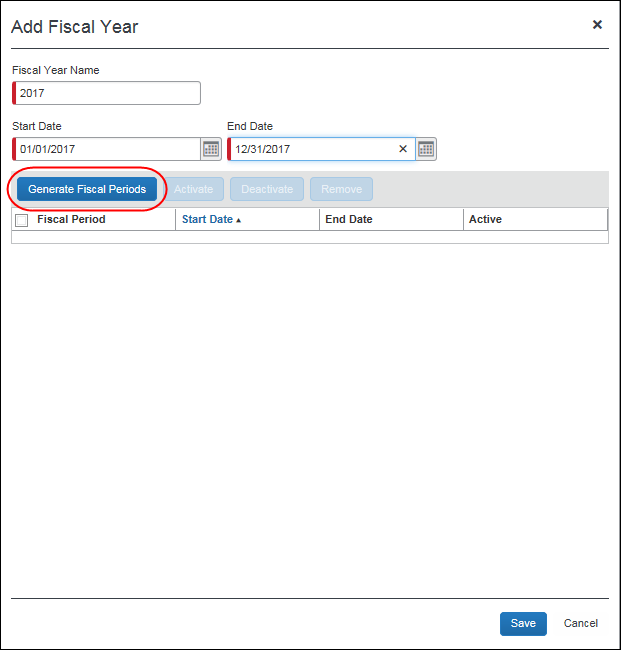 Add Fiscal Year
Fiscal Year Name
2017
Start Date End Date
01/01/2017 12/31/2017
Generate Fiscal Periods Activate Deactivate Remove
Fiscal Period Start Date End Date Active
Save Cancel